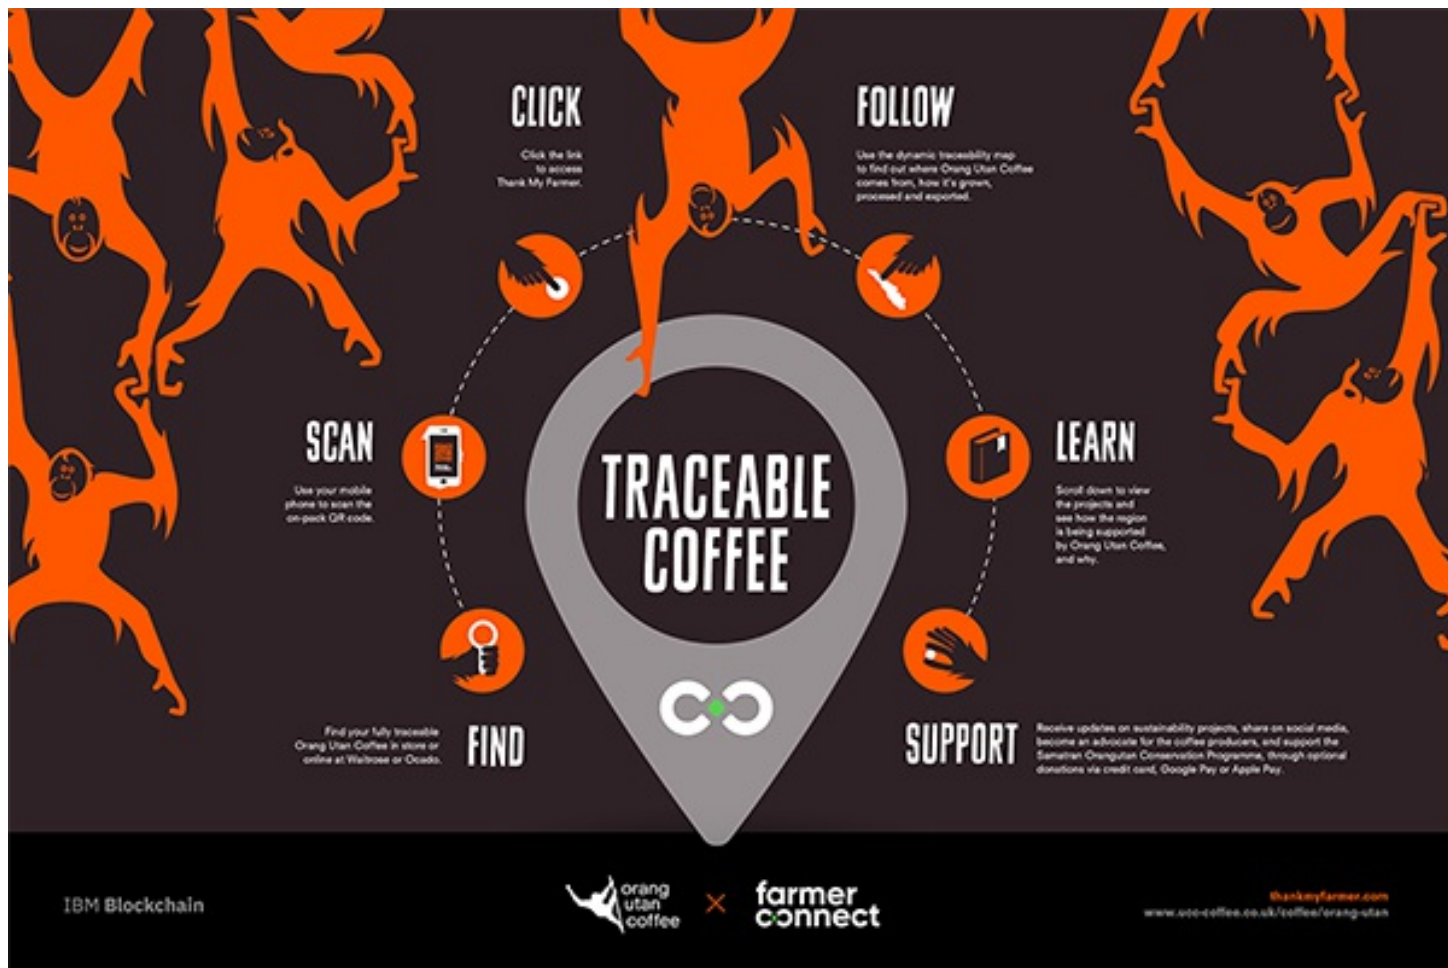 CLICK
Click the link
to access
Thank My Farmer.
FOLLOW
Use the dynamic traceability map
to find out where Orang Utan Coffee
comes from, how it's grown,
procesed and exported.
SCAN
Use your mobile
phone to scan the
on-pack QR code.
LEARN
Scroll down to view
the projects and
see how the region
is being supported
by Orang Utan Coffee,
and why.
TRACEABLE
COFFEE
Find your fully traceable
Orang Utan Coffee in store or
online at Waitrose or Ocado.
FIND
SUPPORT
Receive updates on sustainability projects, share on social media,
become an advocate for the coffee producers, and support the
Sumatran Orangutan Conservation Programme, through optional
donations via credit card, Google Pay or Apple Pay.
IBM Blockchain
orang
utan
coffee
farmer
connect
thankmyfarmer.com
www.ucc-coffee.co.uk/coffee/orang-utan